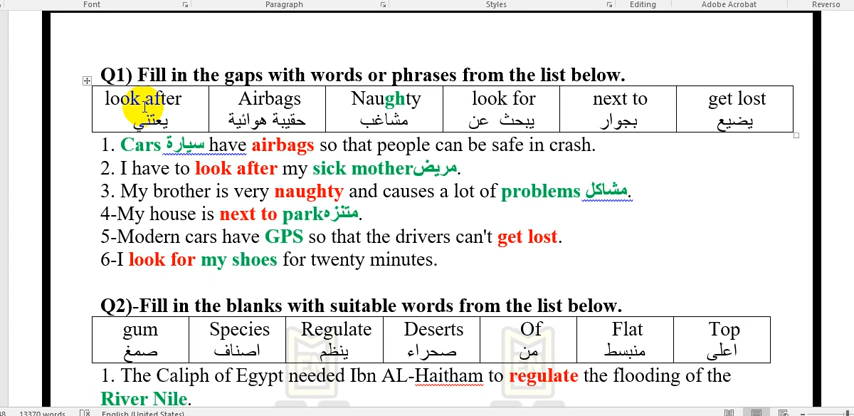 Font Paragraph Styles Editing Adobe Acrobat Reverso
Q1) Fill in the gaps with words or phrases from the list below.
look after Airbags Naughty look for next to get lost
يعتني حقيبة هوائية مشاغب يبحث عن بجوار يضيع
1. Cars سيارة have airbags so that people can be safe in crash.
2. I have to look after my sick mother مريض.
3. My brother is very naughty and causes a lot of problems مشاكل.
4-My house is next to park متنزه.
5-Modern cars have GPS so that the drivers can't get lost.
6-I look for my shoes for twenty minutes.
Q2)-Fill in the blanks with suitable words from the list below.
gum Species Regulate Deserts Of Flat Top
صمغ اصناف ينظم صحراء من منبسط اعلى
1. The Caliph of Egypt needed Ibn AL-Haitham to regulate the flooding of the
River Nile.
13370 words English (United States)